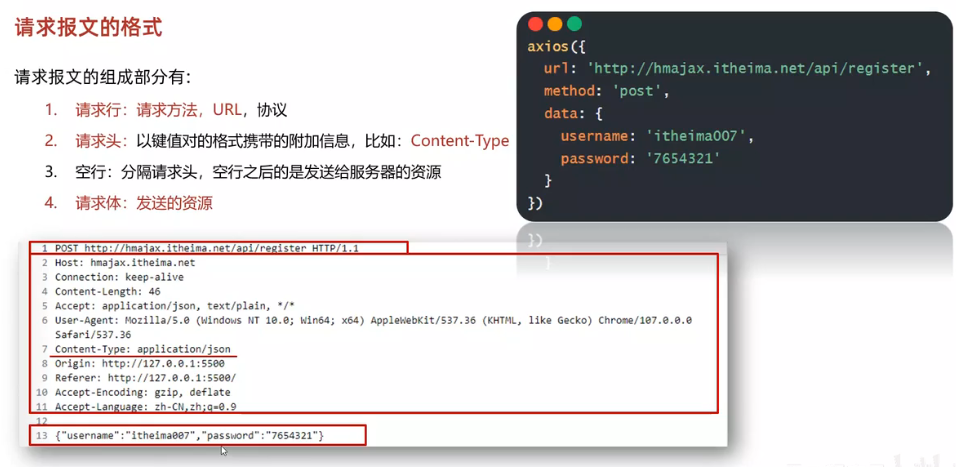 请求报文的格式
请求报文的组成部分有：
1. 请求行：请求方法，URL，协议
2. 请求头：以键值对的格式携带的附加信息，比如：Content-Type
3. 空行：分隔请求头，空行之后的是发送给服务器的资源
4. 请求体：发送的资源
axios({
url: 'http://hmajax.itheima.net/api/register',
method: 'post',
data: {
username: 'itheima007',
password: '7654321'
}
})
})
1 POST http://hmajax.itheima.net/api/register HTTP/1.1
2 Host: hmajax.itheima.net
3 Connection: keep-alive
4 Content-Length: 46
5 Accept: application/json, text/plain, */*
6 User-Agent: Mozilla/5.0 (Windows NT 10.0; Win64; x64) AppleWebKit/537.36 (KHTML, like Gecko) Chrome/107.0.0.0
Safari/537.36
7 Content-Type: application/json
8 Origin: http://127.0.0.1:5500
9 Referer: http://127.0.0.1:5500/
10 Accept-Encoding: gzip, deflate
11 Accept-Language: zh-CN,zh;q=0.9
12
13 {"username":"itheima007","password":"7654321"}